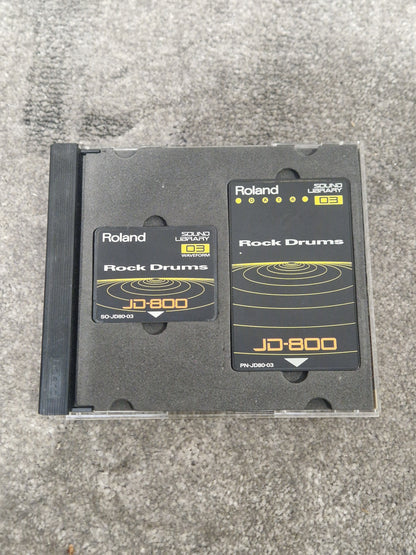 Roland
SOUND
LIBRARY
03
WAVEFORM
Rock Drums
JD-800
SO-JD80-03
Roland
DATA
SOUND
LIBRARY
03
Rock Drums
JD-800
PN-JD80-03